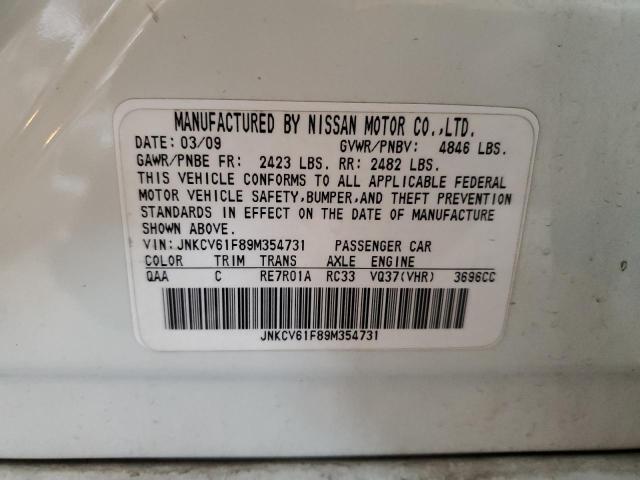 MANUFACTURED BY NISSAN MOTOR CO.,LTD.
DATE: 03/09 GVWR/PNBV: 4846 LBS.
GAWR/PNBE FR: 2423 LBS. RR: 2482 LBS.
THIS VEHICLE CONFORMS TO ALL APPLICABLE FEDERAL
MOTOR VEHICLE SAFETY,BUMPER,AND THEFT PREVENTION
STANDARDS IN EFFECT ON THE DATE OF MANUFACTURE
SHOWN ABOVE.
VIN:JNKCV61F89M354731 PASSENGER CAR
COLOR TRIM TRANS AXLE ENGINE
QAA C RE7R01A RC33 VQ37(VHR) 3696CC
JNKCV61F89M354731